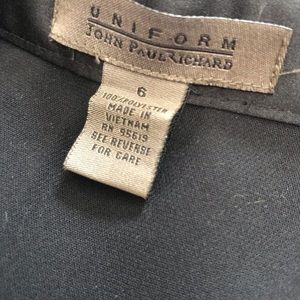 UNIFORM
JOHN PAUL RICHARD
6
100% POLYESTER
MADE IN
VIETNAM
RN 95619
SEE REVERSE
FOR CARE